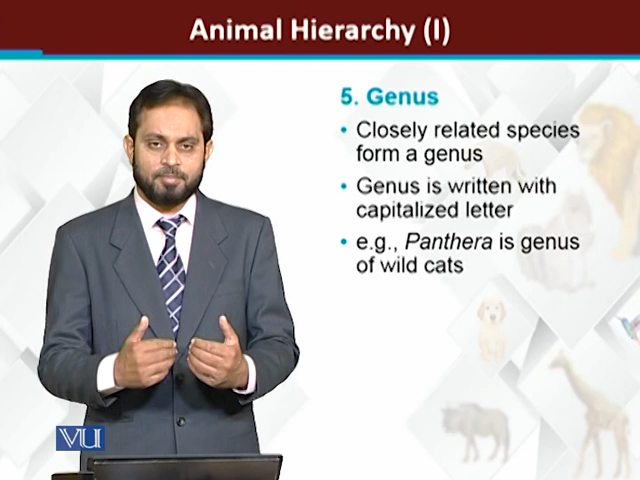 Animal Hierarchy (I)
5. Genus
• Closely related species
form a genus
• Genus is written with
capitalized letter
• e.g., Panthera is genus
of wild cats
VU